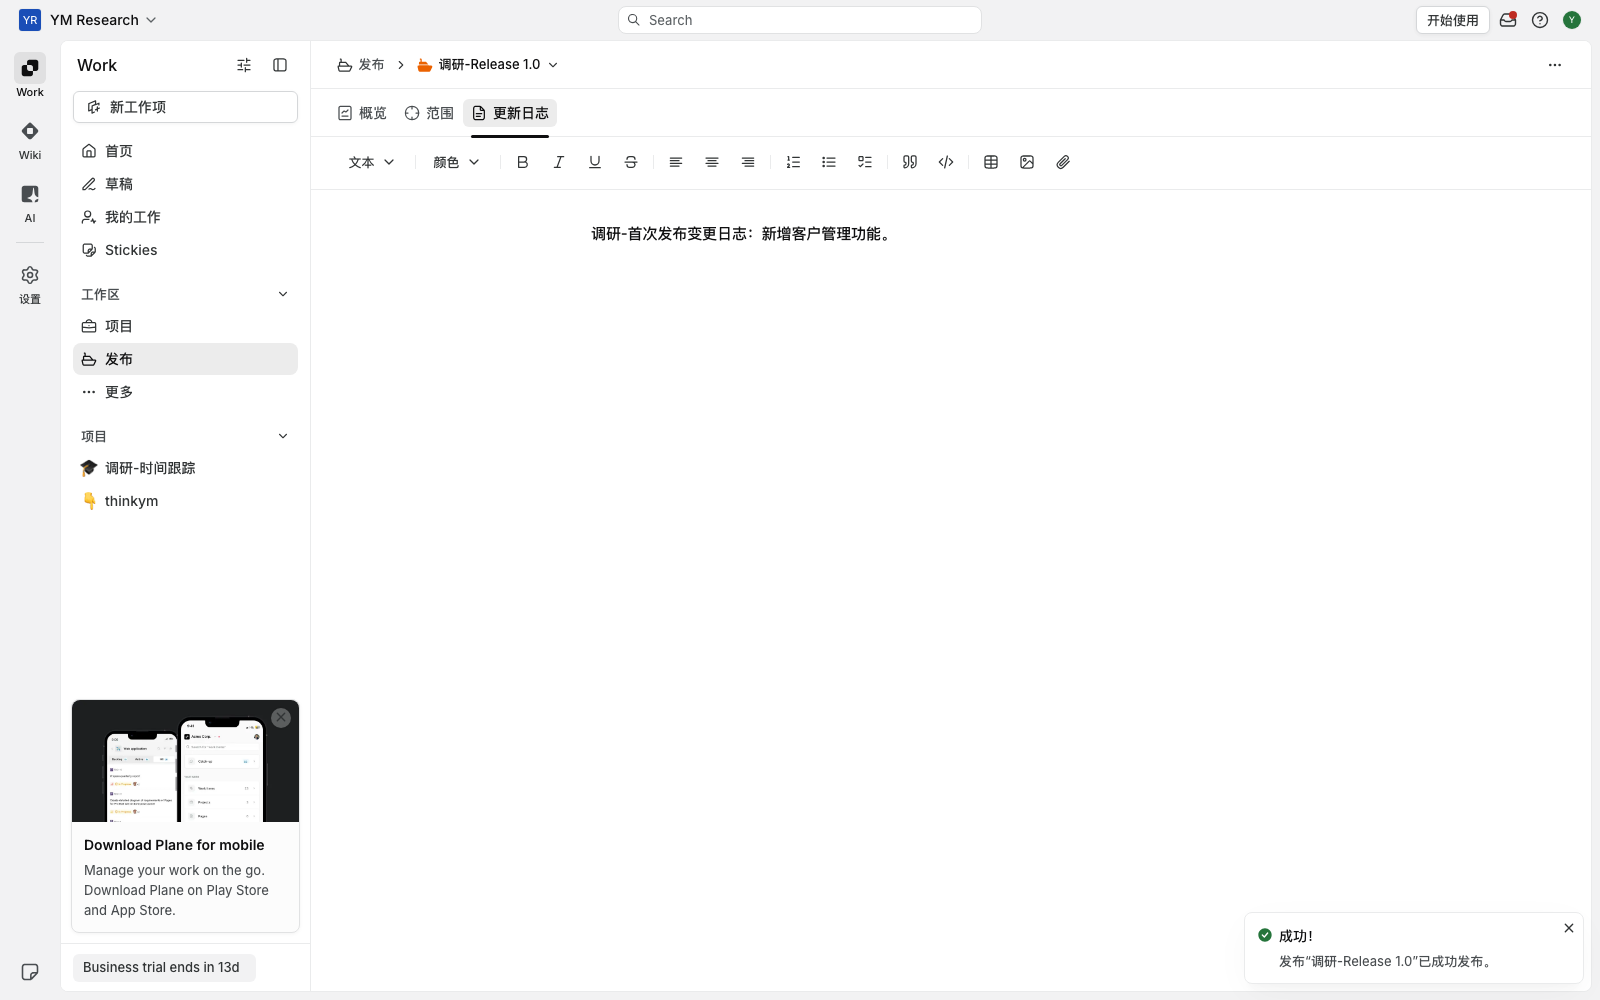 YR YM Research
Search
开始使用
Y
Work
Wiki
AI
设置
Work
新工作项
首页
草稿
我的工作
Stickies
工作区
项目
发布
更多
项目
调研-时间跟踪
thinkym
Download Plane for mobile
Manage your work on the go.
Download Plane on Play Store
and App Store.
Business trial ends in 13d
发布 > 调研-Release 1.0
概览 范围 更新日志
文本 颜色
调研-首次发布变更日志：新增客户管理功能。
成功！
发布“调研-Release 1.0”已成功发布。